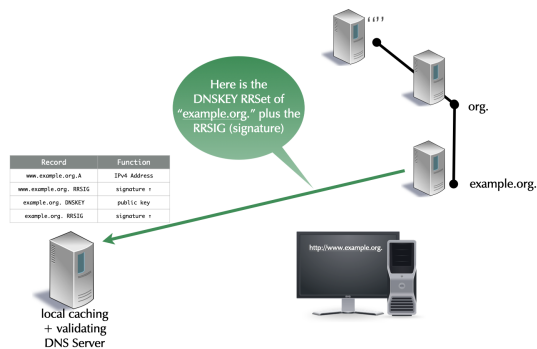 “.”
Here is the
DNSKEY RRSet of
“example.org.” plus the
RRSIG (signature)
org.
example.org.
Record Function
www.example.org.A IPv4 Address
www.example.org. RRSIG signature ↑
example.org. DNSKEY public key
example.org. RRSIG signature ↑
http://www.example.org.
local caching
+ validating
DNS Server